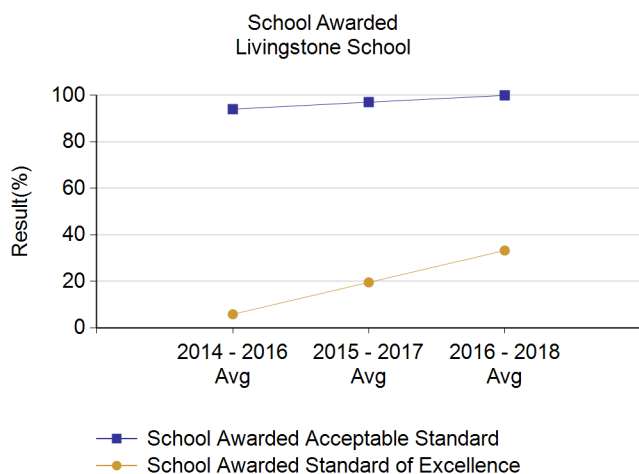 School Awarded
Livingstone School
Result(%)
100
80
60
40
20
0
2014 - 2016 2015 - 2017 2016 - 2018
Avg Avg Avg
School Awarded Acceptable Standard
School Awarded Standard of Excellence